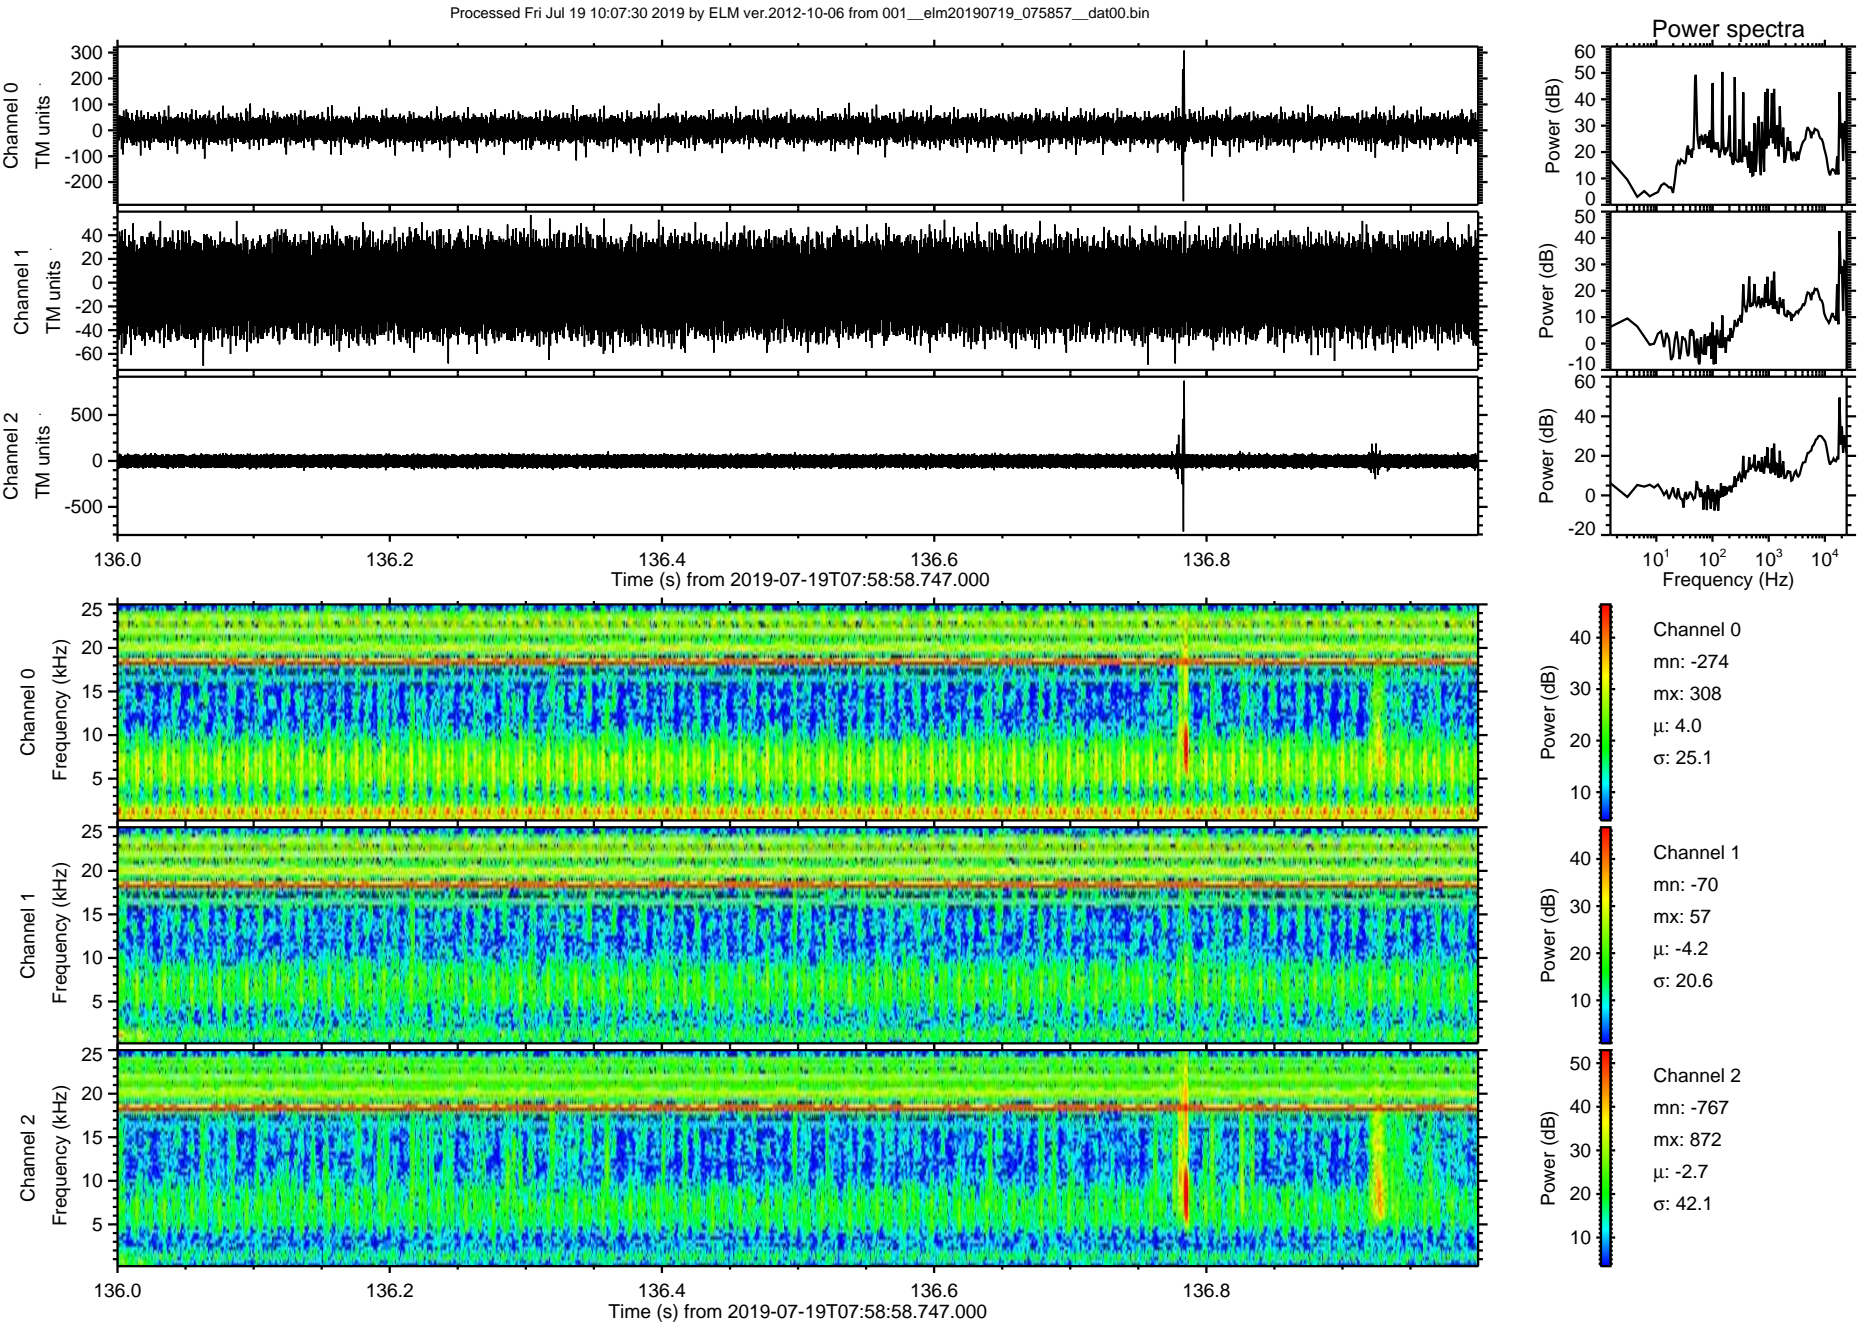 Processed Fri Jul 19 10:07:30 2019 by ELM ver.2012-10-06 from 001__elm20190719_075857__dat00.bin
Power spectra
Channel 0
TM units
300
200
100
0
-100
-200
Power (dB)
60
50
40
30
20
10
0
Channel 1
TM units
40
20
0
-20
-40
-60
Power (dB)
50
40
30
20
10
0
-10
Channel 2
TM units
500
0
-500
Power (dB)
60
40
20
0
-20
136.0 136.2 136.4 136.6 136.8
Time (s) from 2019-07-19T07:58:58.747.000
10¹ 10² 10³ 10⁴
Frequency (Hz)
Channel 0
Frequency (kHz)
25
20
15
10
5
Power (dB)
40
30
20
10
Channel 0
mn: -274
mx: 308
µ: 4.0
σ: 25.1
Channel 1
Frequency (kHz)
25
20
15
10
5
Power (dB)
40
30
20
10
Channel 1
mn: -70
mx: 57
µ: -4.2
σ: 20.6
Channel 2
Frequency (kHz)
25
20
15
10
5
Power (dB)
50
40
30
20
10
Channel 2
mn: -767
mx: 872
µ: -2.7
σ: 42.1
136.0 136.2 136.4 136.6 136.8
Time (s) from 2019-07-19T07:58:58.747.000